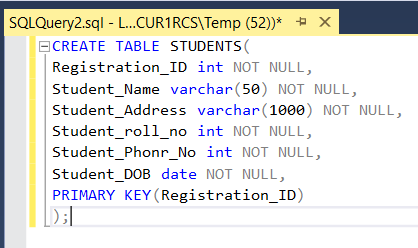 SQLQuery2.sql - L...CUR1RCS\Temp (52))*
CREATE TABLE STUDENTS(
Registration_ID int NOT NULL,
Student_Name varchar(50) NOT NULL,
Student_Address varchar(1000) NOT NULL,
Student_roll_no int NOT NULL,
Student_Phonr_No int NOT NULL,
Student_DOB date NOT NULL,
PRIMARY KEY(Registration_ID)
);